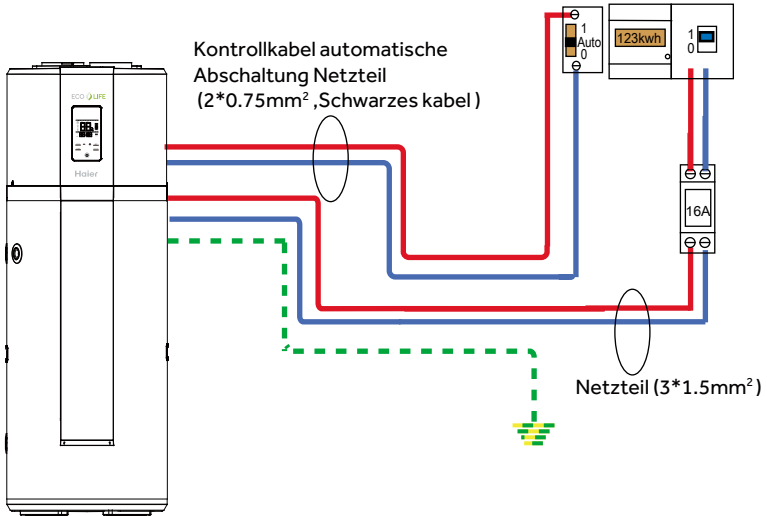 Kontrollkabel automatische
Abschaltung Netzteil
(2*0.75mm² ,Schwarzes kabel )
1
Auto
0
123kwh
1
0
ECO LIFE
Haier
16A
Netzteil (3*1.5mm²)